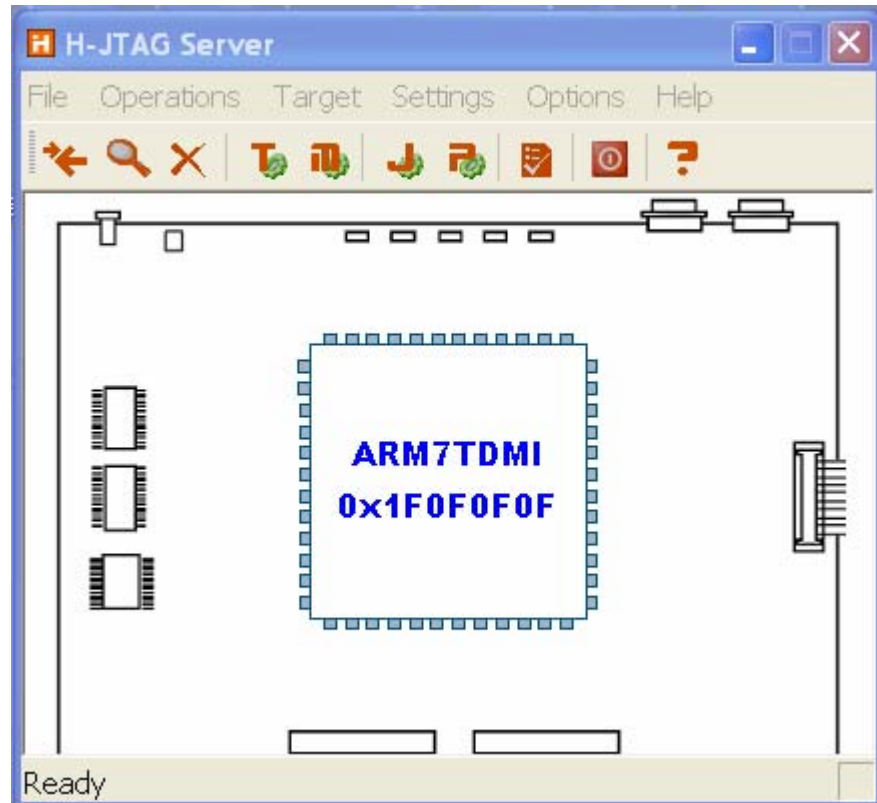 H-JTAG Server
File Operations Target Settings Options Help
ARM7TDMI
0x1F0F0F0F
Ready